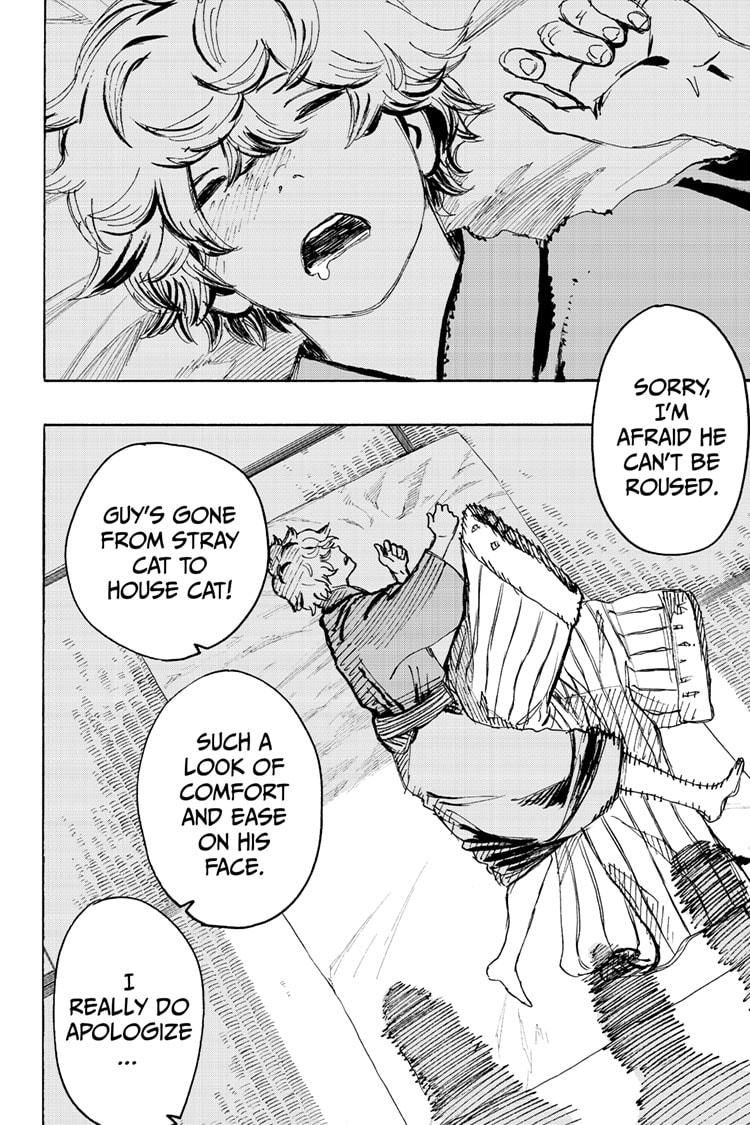 SORRY,
I'M
AFRAID HE
CAN'T BE
ROUSED.
GUY'S GONE
FROM STRAY
CAT TO
HOUSE CAT!
SUCH A
LOOK OF
COMFORT
AND EASE
ON HIS
FACE.
I
REALLY DO
APOLOGIZE
...